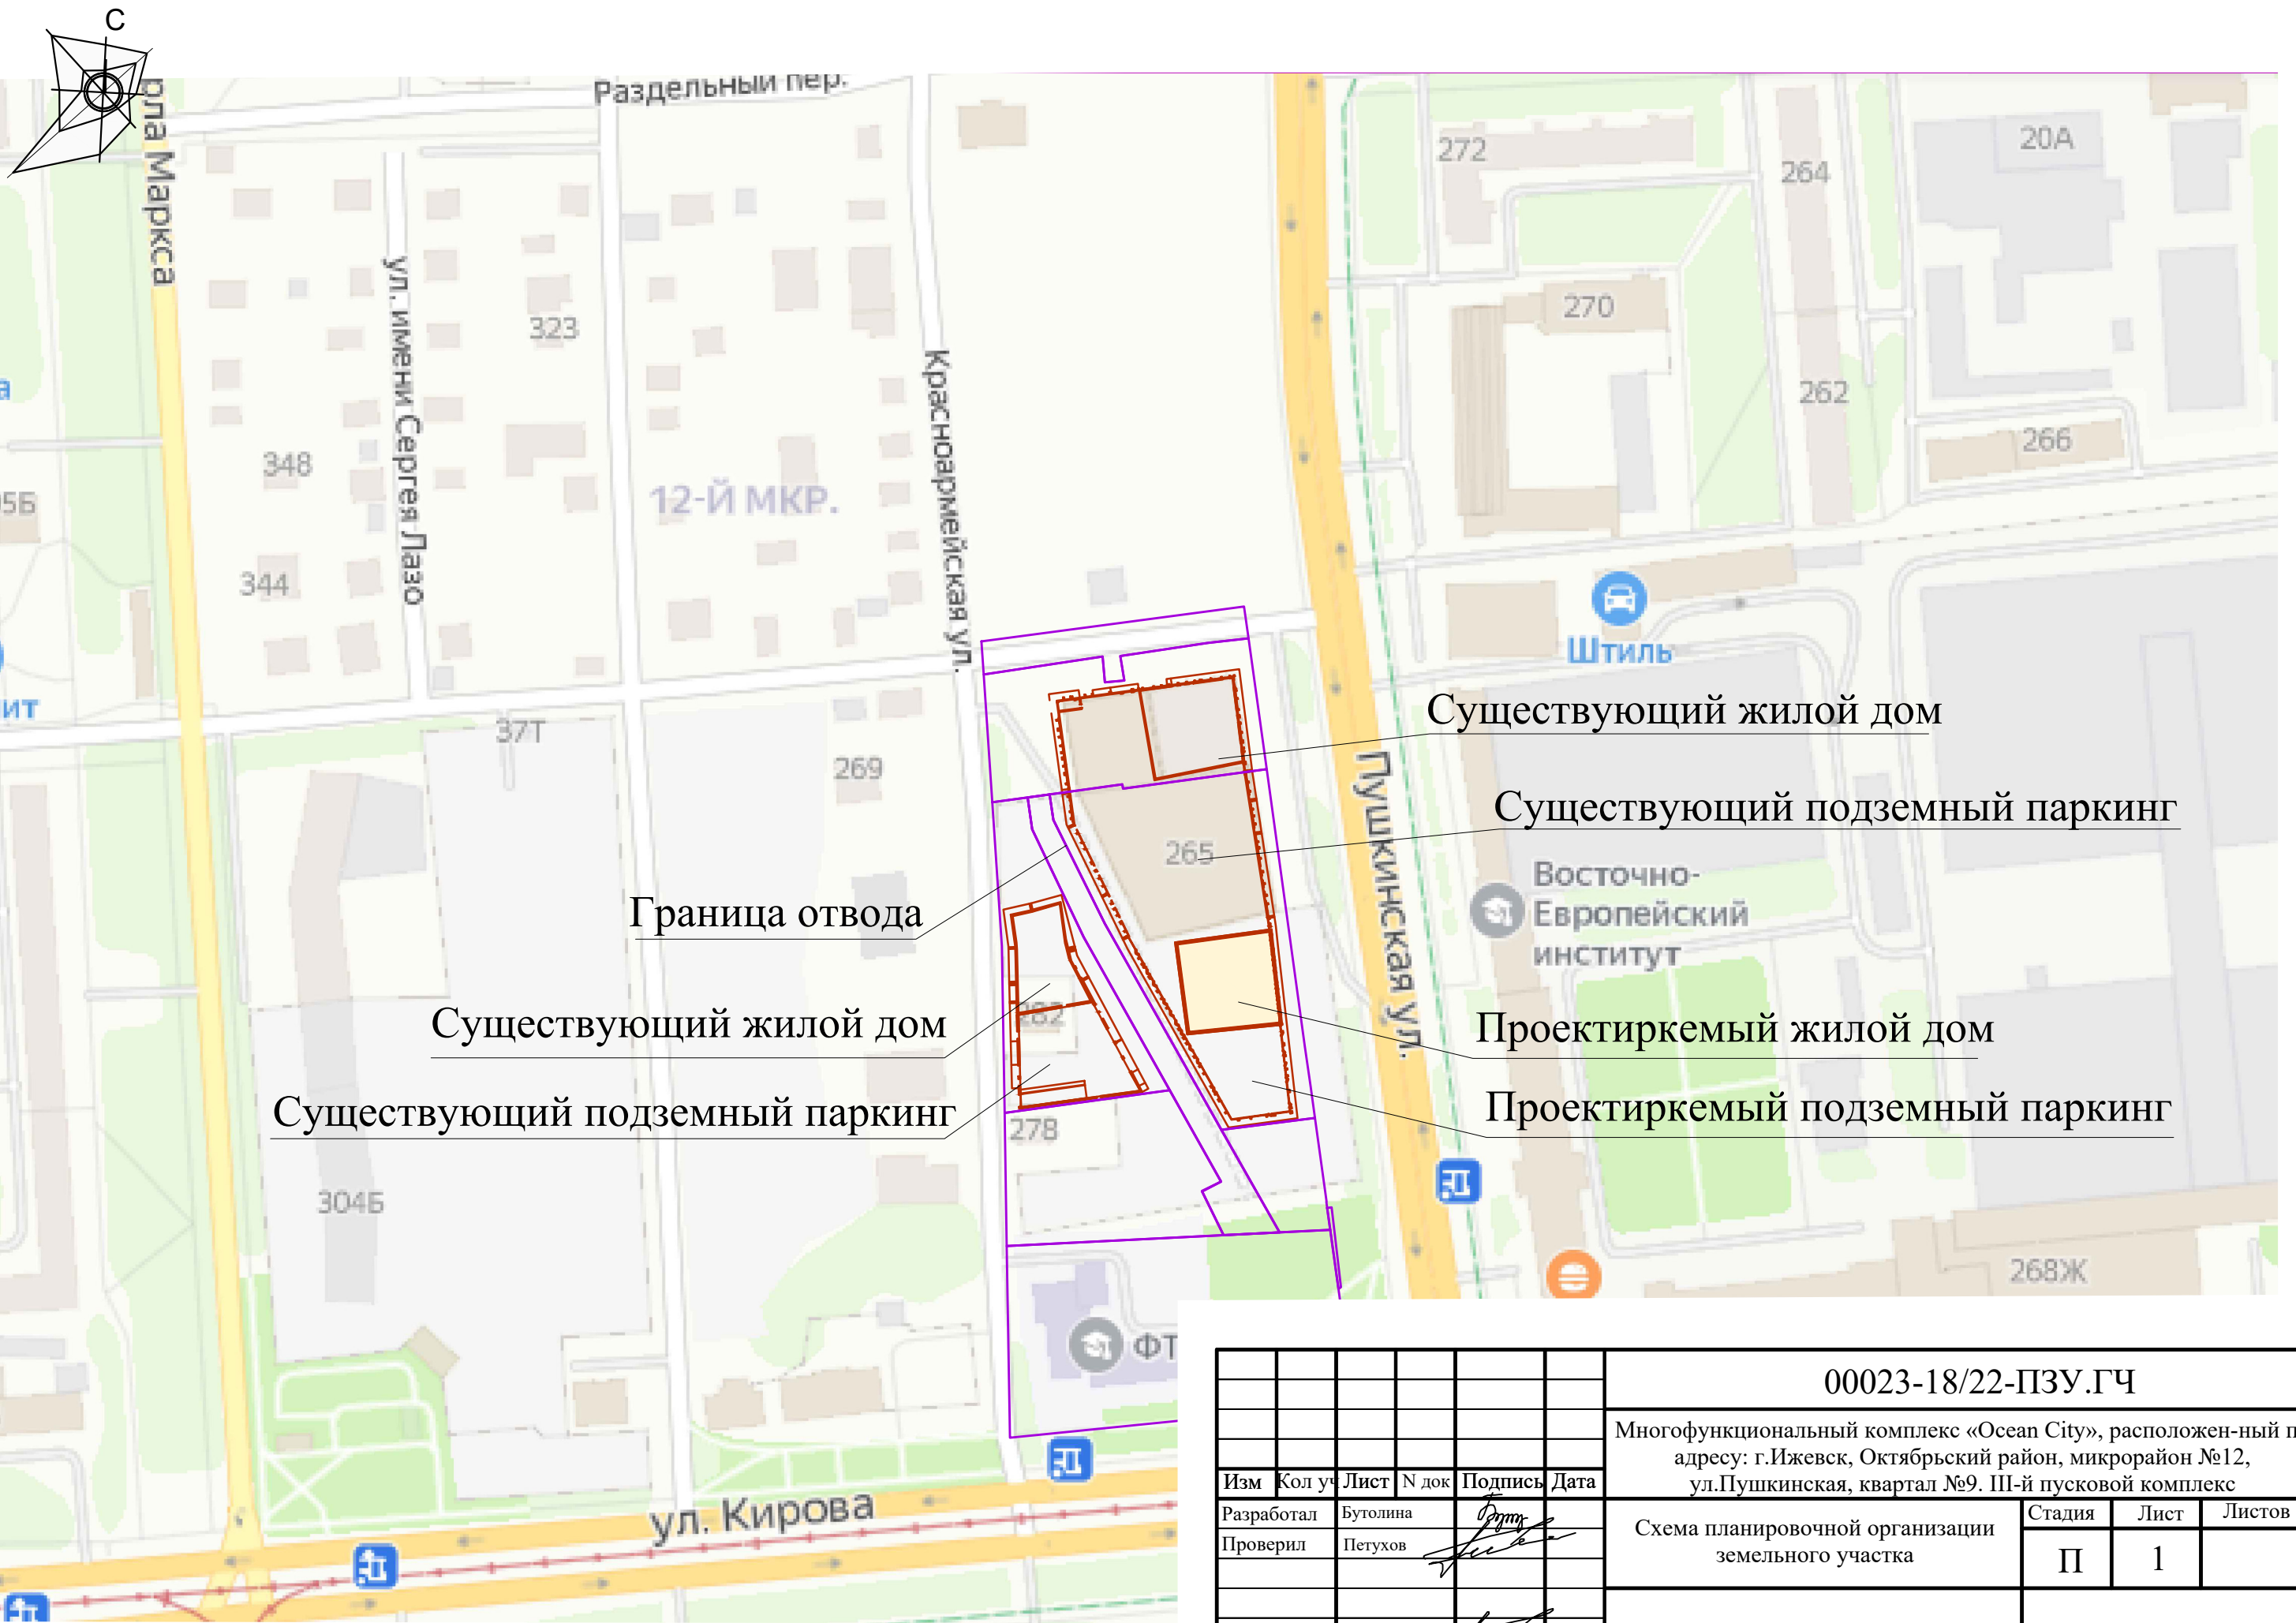 С
Раздельный пер.
рла Маркса
ул. имени Сергея Лазо
Красноармейская ул.
Пушкинская ул.
272
264
20А
270
262
266
323
348
344
12-Й МКР.
05Б
ит
37Т
269
Штиль
Существующий жилой дом
Существующий подземный паркинг
265
Восточно-
Европейский
институт
Граница отвода
Существующий жилой дом
282
Проектиркемый жилой дом
Существующий подземный паркинг
Проектиркемый подземный паркинг
278
304Б
268Ж
ФТ
ул. Кирова
00023-18/22-ПЗУ.ГЧ
Многофункциональный комплекс «Ocean City», расположен-ный п
адресу: г.Ижевск, Октябрьский район, микрорайон №12,
ул.Пушкинская, квартал №9. III-й пусковой комплекс
Изм Кол уч Лист N док Подпись Дата
Разработал Бутолина
Проверил Петухов
Схема планировочной организации
земельного участка
Стадия Лист Листов
П 1